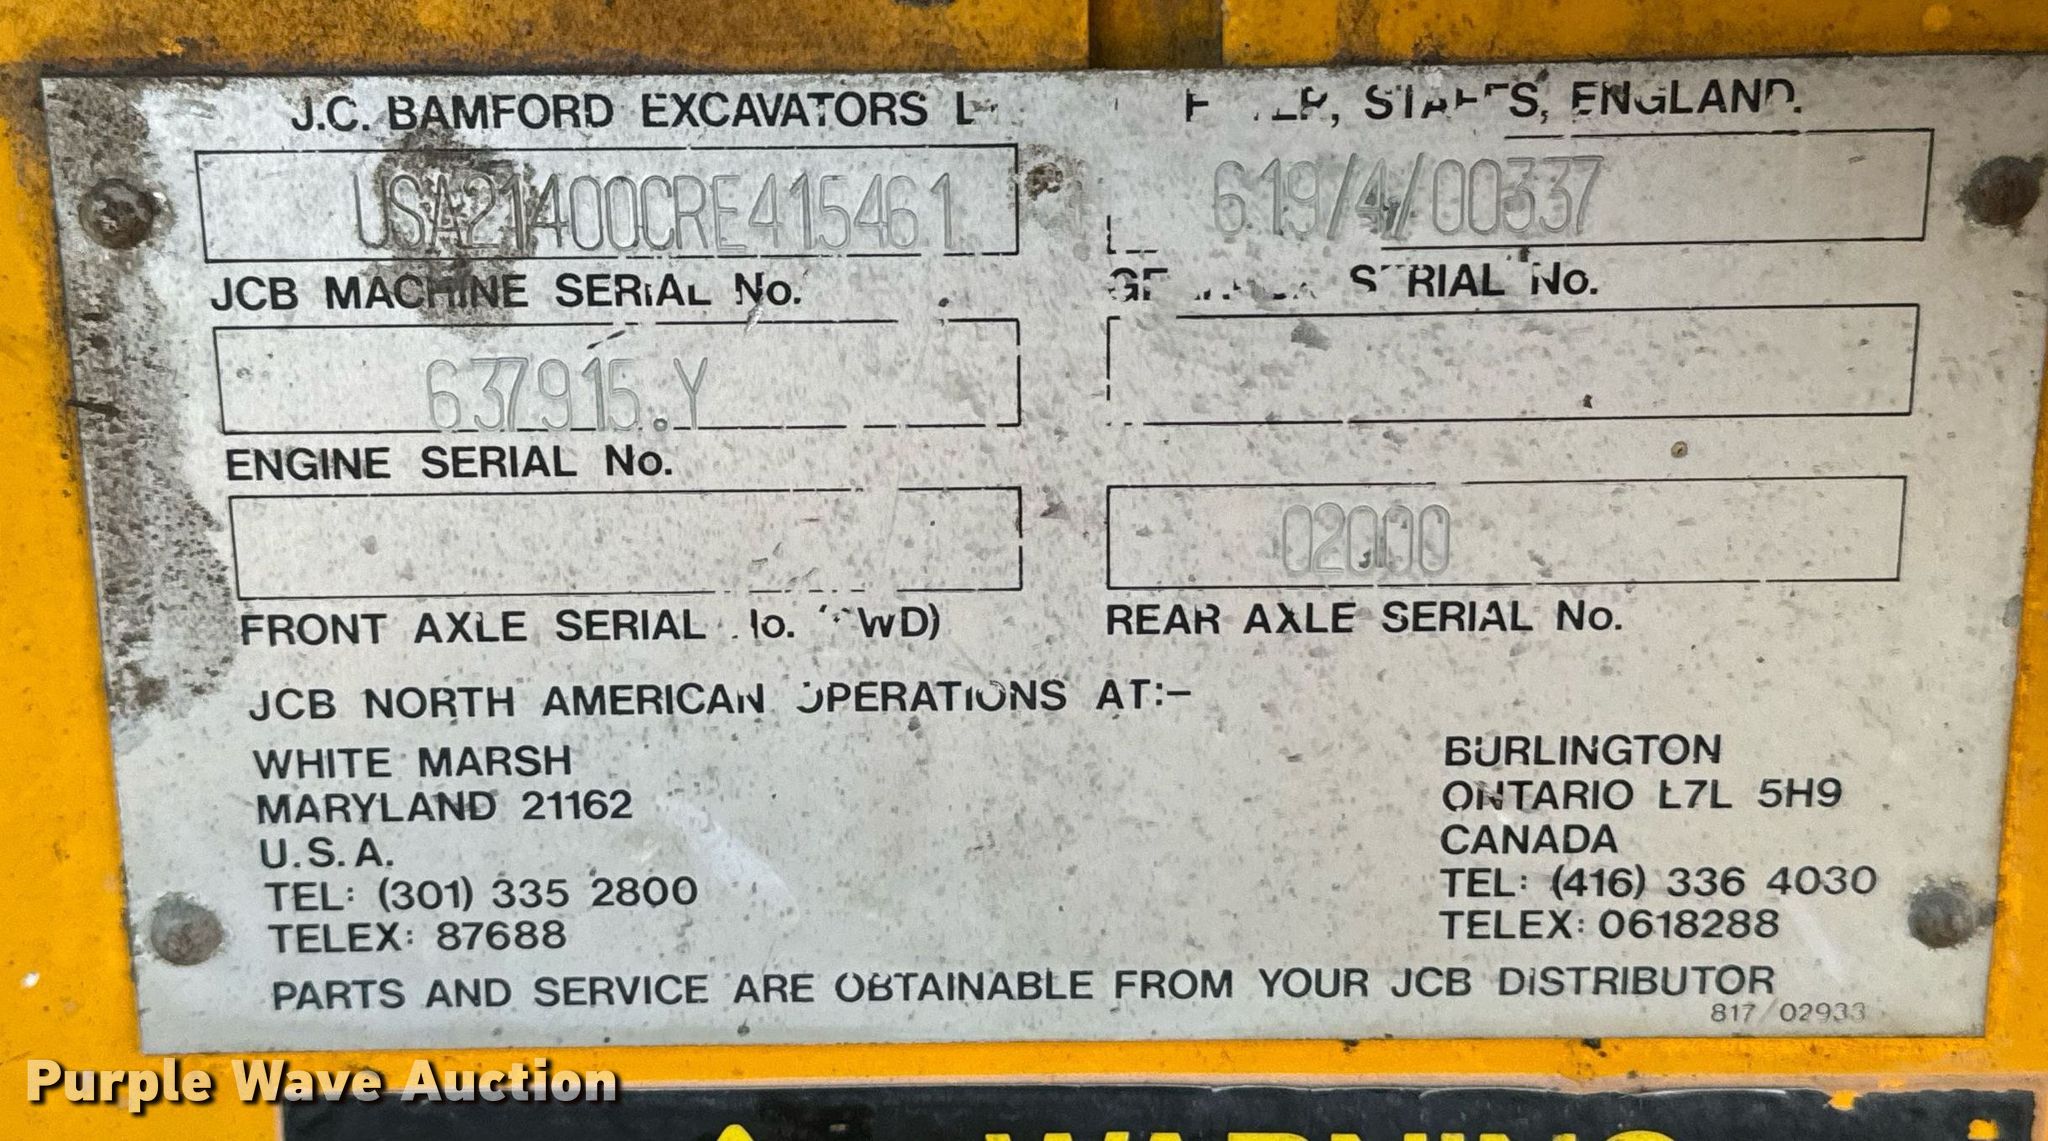 J.C. BAMFORD EXCAVATORS ENGLAND.
USA21400CRE415461 619/4/00337
JCB MACHINE SERIAL No. SERIAL No.
637915.Y
ENGINE SERIAL No.
02000
FRONT AXLE SERIAL No. REAR AXLE SERIAL No.
JCB NORTH AMERICAN OPERATIONS AT:-
WHITE MARSH
MARYLAND 21162
U.S.A.
TEL: (301) 335 2800
TELEX: 87688
BURLINGTON
ONTARIO L7L 5H9
CANADA
TEL: (416) 336 4030
TELEX: 0618288
PARTS AND SERVICE ARE OBTAINABLE FROM YOUR JCB DISTRIBUTOR
817/02933
Purple Wave Auction
WARNING